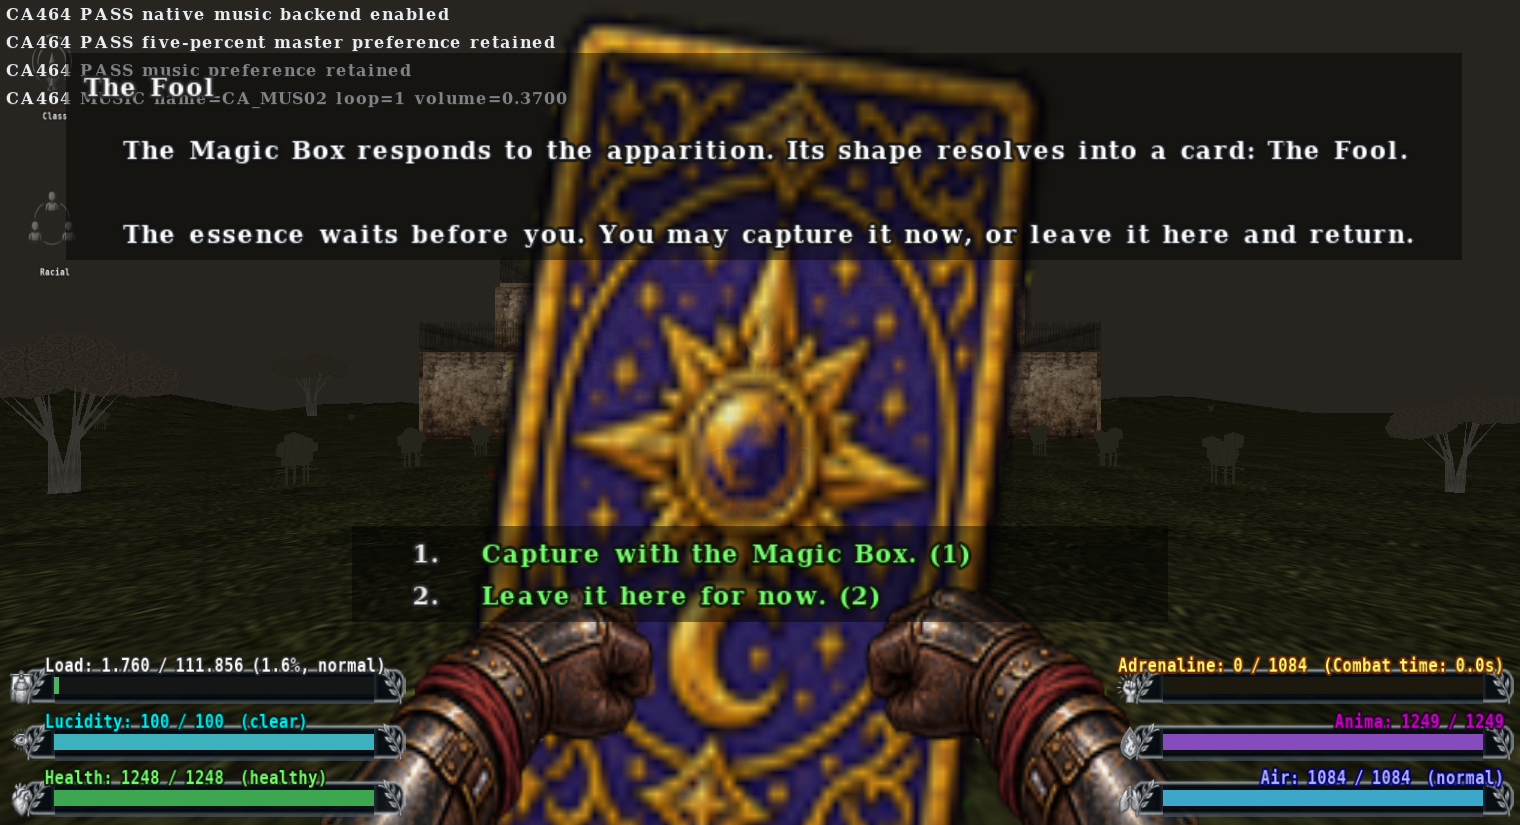 CA464 PASS native music backend enabled
CA464 PASS five-percent master preference retained
CA464 PASS music preference retained
CA464 MUSIC name=CA_MUS02 loop=1 volume=0.3700
The Fool
Class
The Magic Box responds to the apparition. Its shape resolves into a card: The Fool.
The essence waits before you. You may capture it now, or leave it here and return.
Racial
1. Capture with the Magic Box. (1)
2. Leave it here for now. (2)
Load: 1.760 / 111.856 (1.6%, normal)
Lucidity: 100 / 100 (clear)
Health: 1248 / 1248 (healthy)
Adrenaline: 0 / 1084 (Combat time: 0.0s)
Anima: 1249 / 1249
Air: 1084 / 1084 (normal)